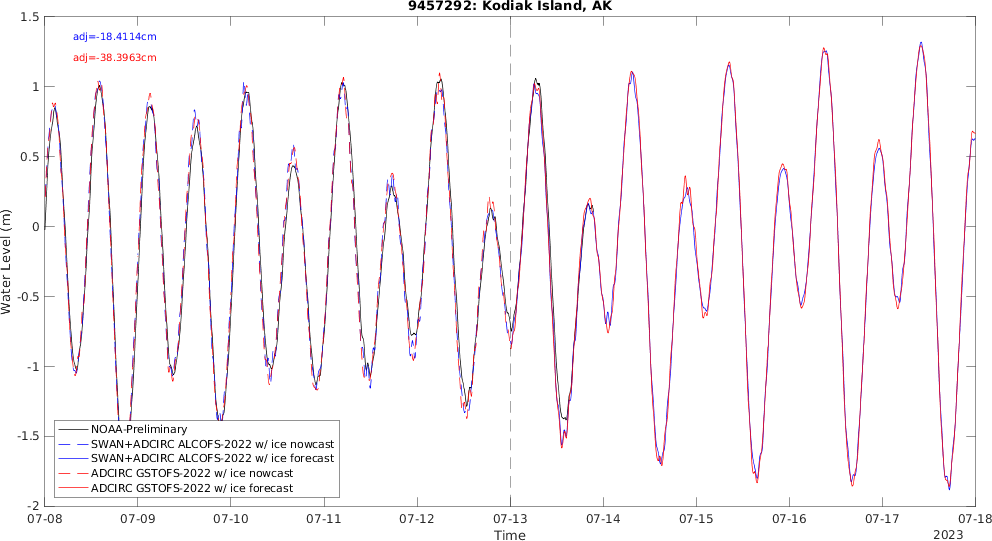 9457292: Kodiak Island, AK
adj=-18.4114cm
adj=-38.3963cm
1.5
1
0.5
0
-0.5
-1
-1.5
-2
Water Level (m)
NOAA-Preliminary
SWAN+ADCIRC ALCOFS-2022 w/ ice nowcast
SWAN+ADCIRC ALCOFS-2022 w/ ice forecast
ADCIRC GSTOFS-2022 w/ ice nowcast
ADCIRC GSTOFS-2022 w/ ice forecast
07-08 07-09 07-10 07-11 07-12 07-13 07-14 07-15 07-16 07-17 07-18
Time
2023